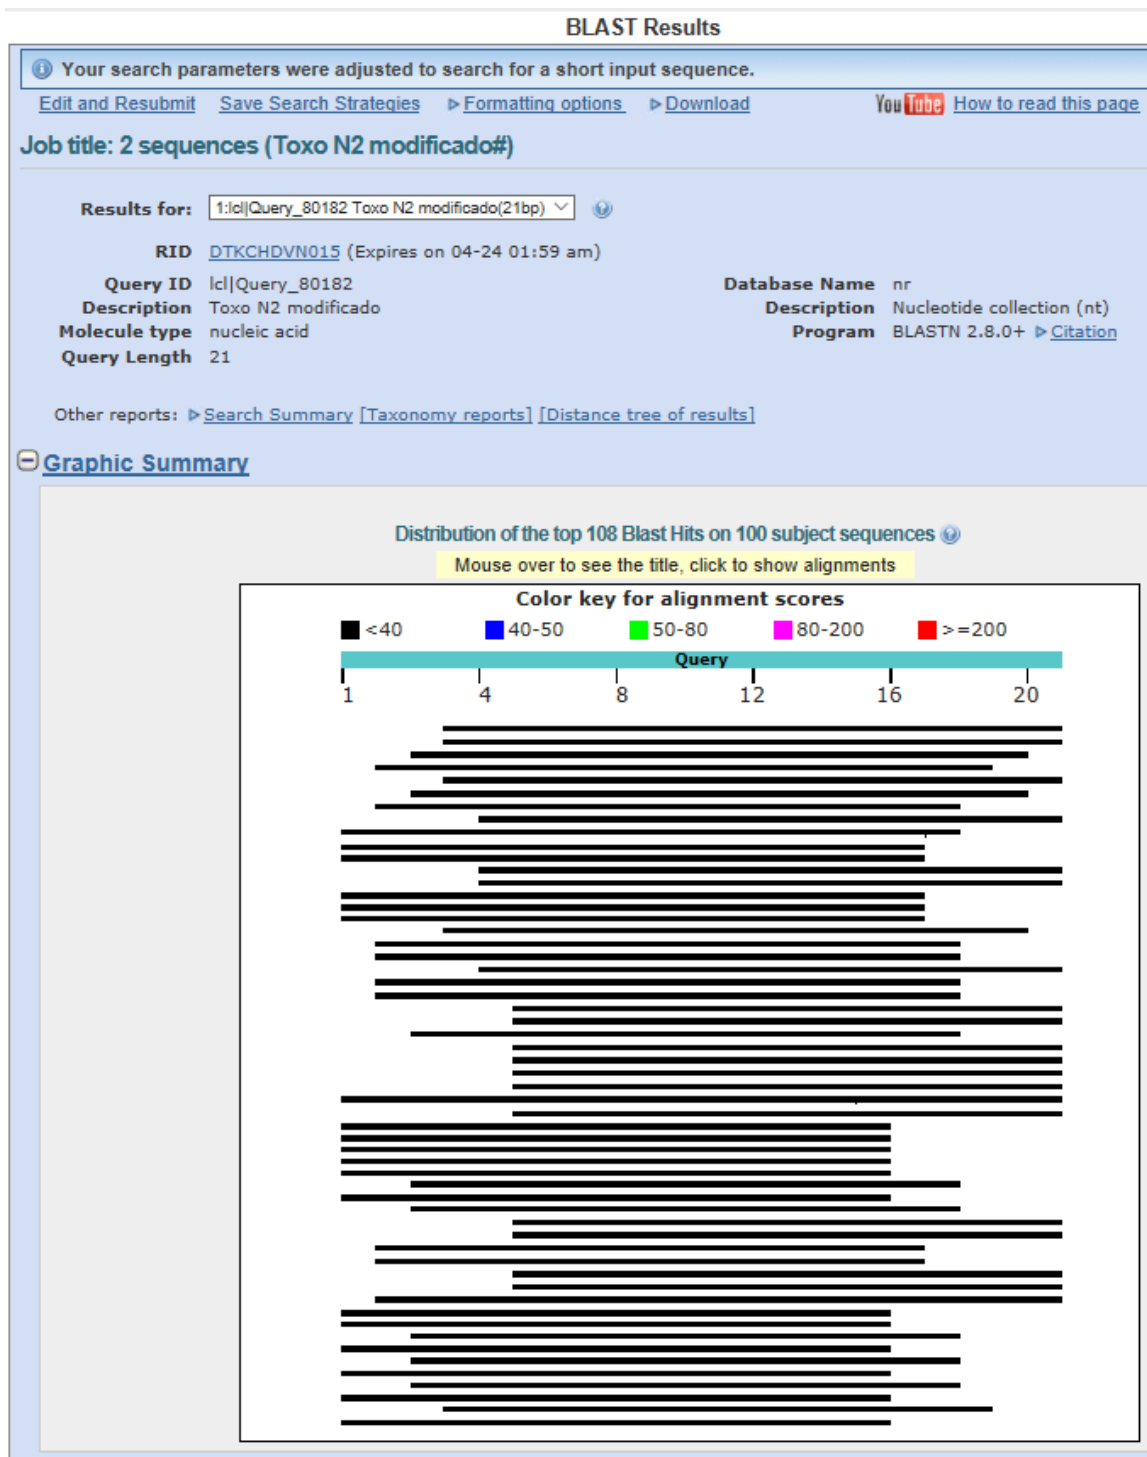 BLAST Results
Your search parameters were adjusted to search for a short input sequence.
Edit and Resubmit Save Search Strategies Formatting options Download YouTube How to read this page
Job title: 2 sequences (Toxo N2 modificado#)
Results for: 1:lcl|Query_80182 Toxo N2 modificado(21bp)
RID DTKCHDVN015 (Expires on 04-24 01:59 am)
Query ID lcl|Query_80182 Database Name nr
Description Toxo N2 modificado Description Nucleotide collection (nt)
Molecule type nucleic acid Program BLASTN 2.8.0+ Citation
Query Length 21
Other reports: Search Summary [Taxonomy reports] [Distance tree of results]
Graphic Summary
Distribution of the top 108 Blast Hits on 100 subject sequences
Mouse over to see the title, click to show alignments
Color key for alignment scores
<40 40-50 50-80 80-200 >=200
Query
1 4 8 12 16 20